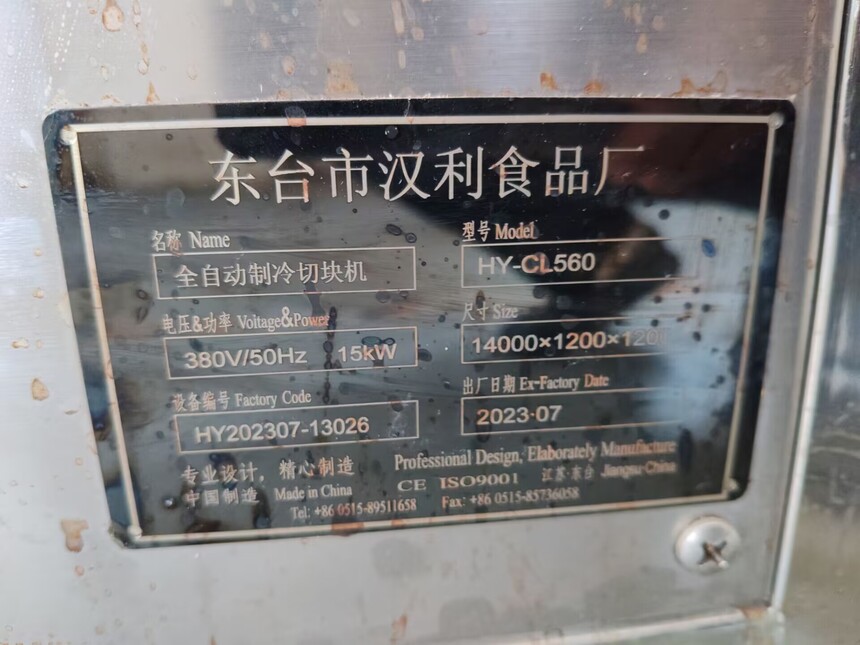 东台市汉利食品厂
名称 Name
型号 Model
全自动制冷切块机
HY-CL560
电压&功率 Voitage&Power
尺寸 Size
380V/50Hz 15kW
14000×1200×120
设备编号 Factory Code
出厂日期 Ex-Factory Date
HY202307-13026
2023·07
专业设计，精心制造 Professional Design, Elaborately Manufacture
中国制造 Made in China CE ISO9001 江苏·东台 Jiangsu·China
Tel: +86 0515-89511658 Fax: +86 0515-85736058